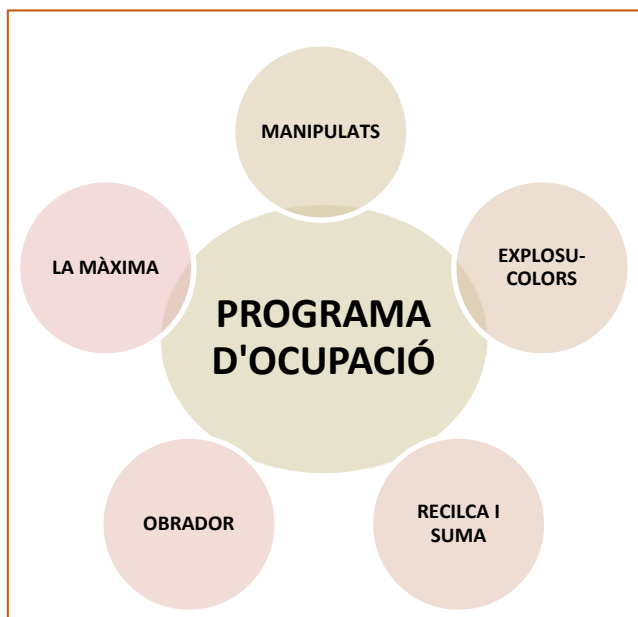 MANIPULATS
LA MÀXIMA
EXPLOSU-
COLORS
PROGRAMA
D'OCUPACIÓ
OBRADOR
RECILCA I
SUMA